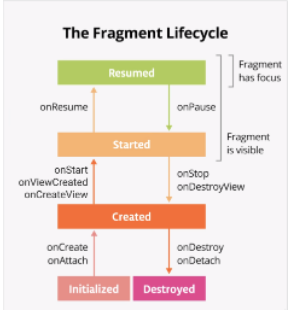 The Fragment Lifecycle
Resumed
Fragment
has focus
onResume
onPause
Started
Fragment
is visible
onStart
onViewCreated
onCreateView
onStop
onDestroyView
Created
onCreate
onAttach
onDestroy
onDetach
Initialized
Destroyed